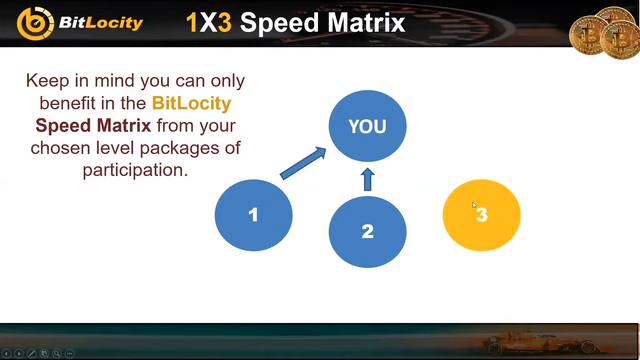 BitLocity
1X3 Speed Matrix
Keep in mind you can only
benefit in the BitLocity
Speed Matrix from your
chosen level packages of
participation.
YOU
1
2
3